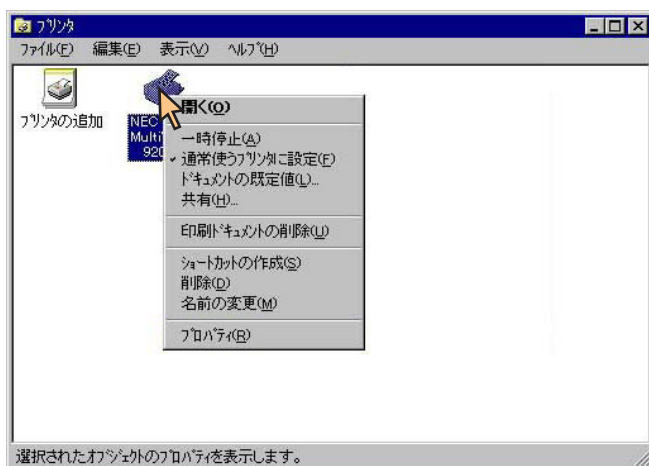 プリンタ
ファイル(F) 編集(E) 表示(V) ヘルプ(H)
プリンタの追加
NEC
Multi
920
開く(O)
一時停止(A)
通常使うプリンタに設定(F)
ドキュメントの既定値(L)...
共有(H)...
印刷ドキュメントの削除(U)
ショートカットの作成(S)
削除(D)
名前の変更(M)
プロパティ(R)
選択されたオブジェクトのプロパティを表示します。